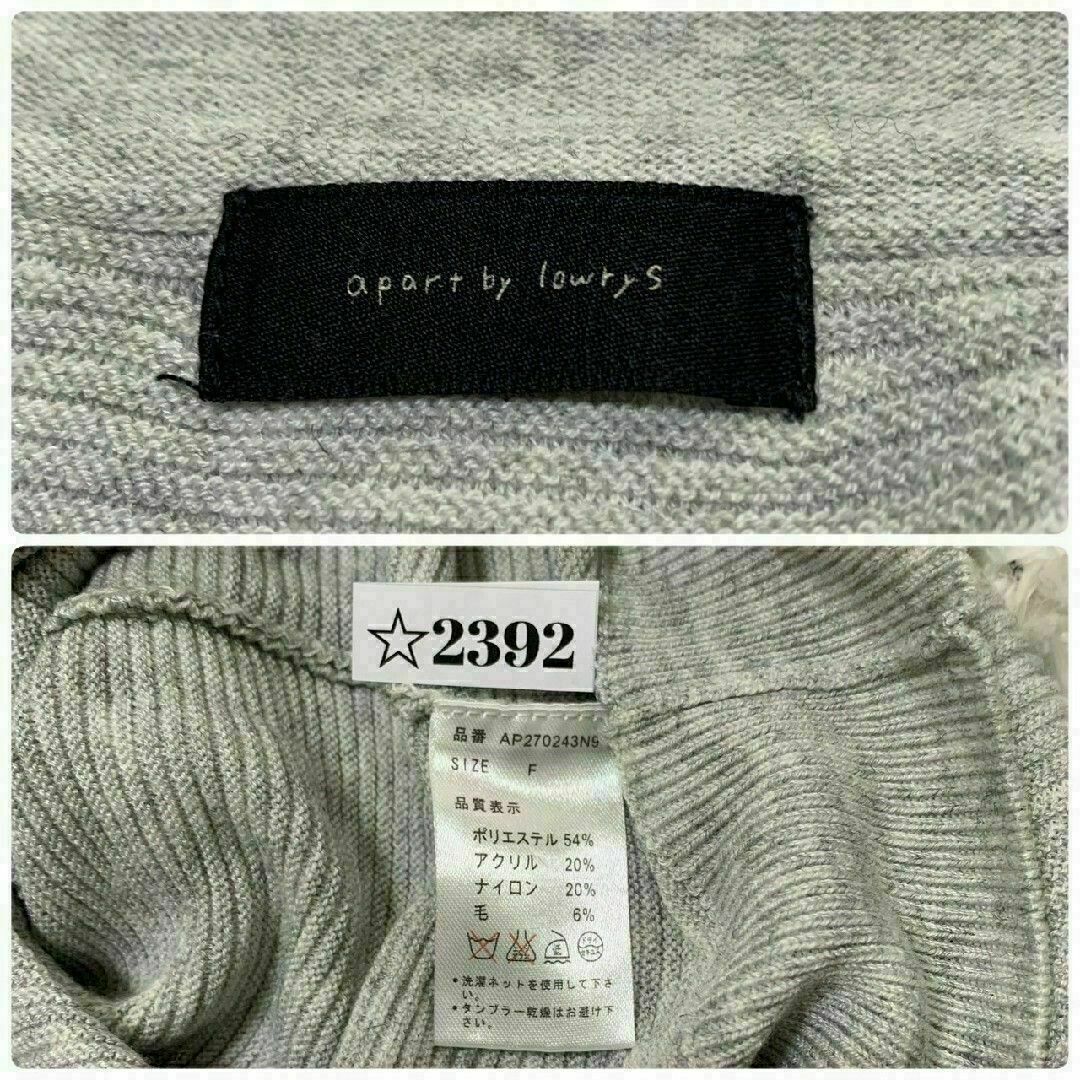 apart by lowrys
☆2392
品番 AP270243N9
SIZE F
品質表示
ポリエステル 54%
アクリル 20%
ナイロン 20%
毛 6%
・洗濯ネットを使用して下さ
い。
・タンブラー乾燥はお避け下
さい。